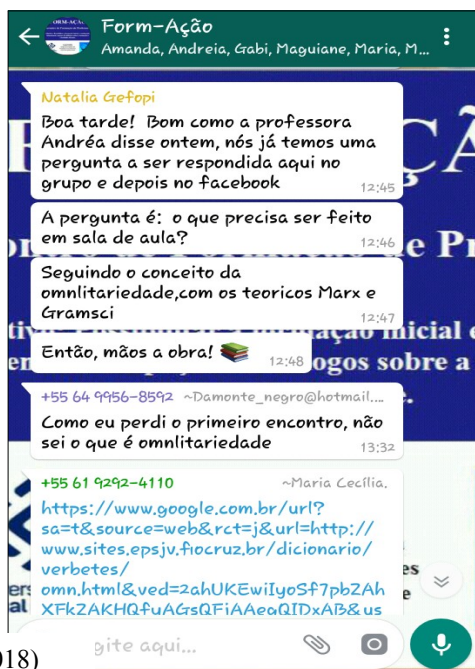 Form-Ação
Amanda, Andreia, Gabi, Maguiane, Maria, M...
Natalia Gefopi
Boa tarde! Bom como a professora
Andréa disse ontem, nós já temos uma
pergunta a ser respondida aqui no
grupo e depois no facebook
12:45
A pergunta é: o que precisa ser feito
em sala de aula?
12:46
Seguindo o conceito da
omnlitariedade,com os teoricos Marx e
Gramsci
12:47
Então, mãos a obra!
12:48
+55 64 9956-8592 ~Damonte_negro@hotmail....
Como eu perdi o primeiro encontro, não
sei o que é omnlitariedade
13:32
+55 61 9292-4110 ~Maria Cecília.
https://www.google.com.br/url?
sa=t&source=web&rct=j&url=http://
www.sites.epsjv.fiocruz.br/dicionario/
verbetes/
omn.html&ved=2ahUKEwiIyoSf7pbZAh
XFkZAKHQfuAGsQFjAAegQIDxAB&us
gite aqui...
018)